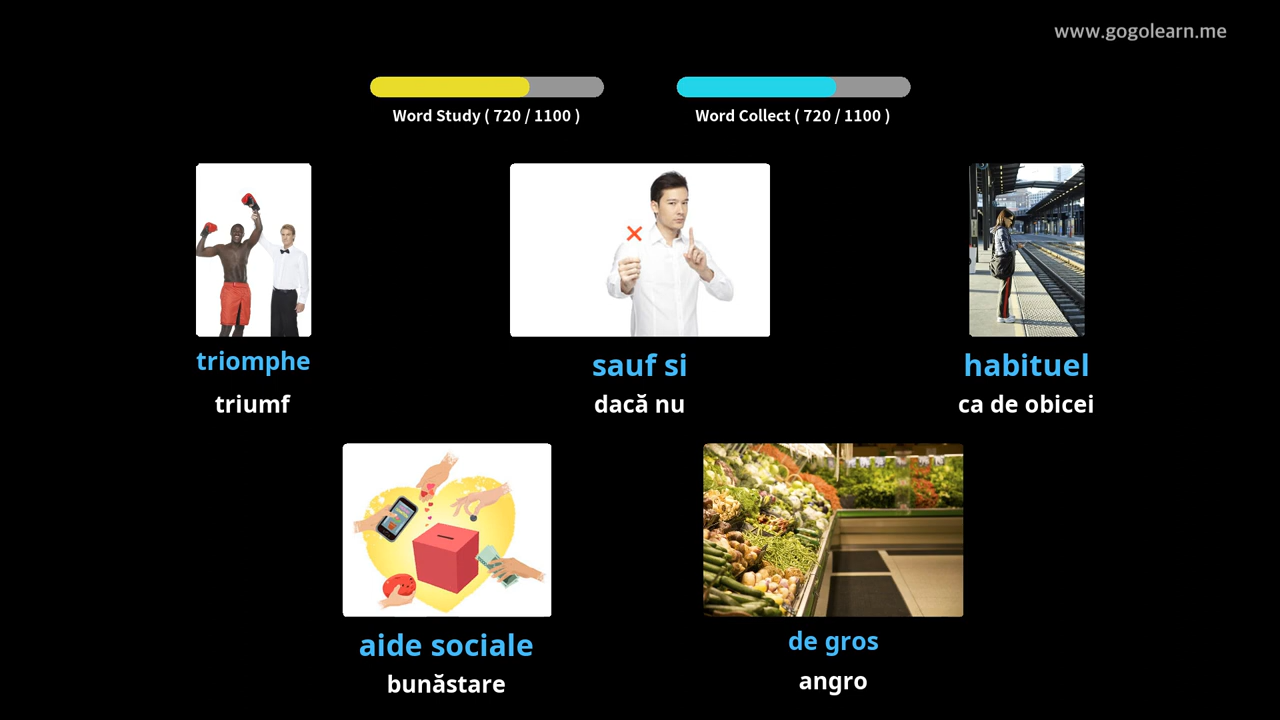 www.gogolearn.me
Word Study ( 720 / 1100 )
Word Collect ( 720 / 1100 )
triomphe
triumf
sauf si
dacă nu
habituel
ca de obicei
aide sociale
bunăstare
de gros
angro